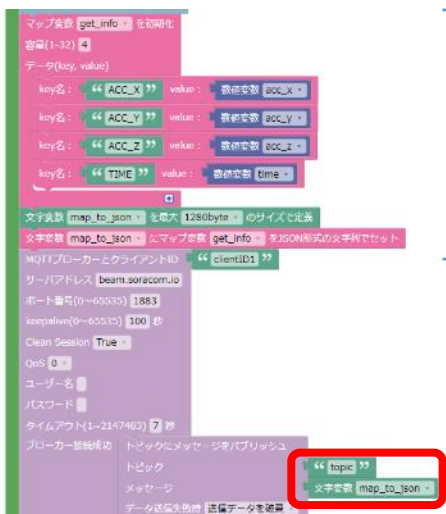 マップ変数 get_info を初期化
容量(1-32) 4
データ(key, value)
key名: “ ACC_X ” value: 数値変数 acc_x
key名: “ ACC_Y ” value: 数値変数 acc_y
key名: “ ACC_Z ” value: 数値変数 acc_z
key名: “ TIME ” value: 数値変数 time
文字変数 map_to_json を最大 1280byte のサイズで定義
文字変数 map_to_json にマップ変数 get_info をJSON形式の文字列でセット
MQTTブローカーとクライアントID “ clientID1 ”
サーバアドレス beam.soracom.io
ポート番号(0~65535) 1883
keepalive(0~65535) 100 秒
Clean Session True
QoS 0
ユーザー名
パスワード
タイムアウト(1~2147483) 7 秒
ブローカー接続成功 トピックにメッセージをパブリッシュ
トピック “ topic ”
メッセージ 文字変数 map_to_json
データ送信失敗時 送信データを破棄